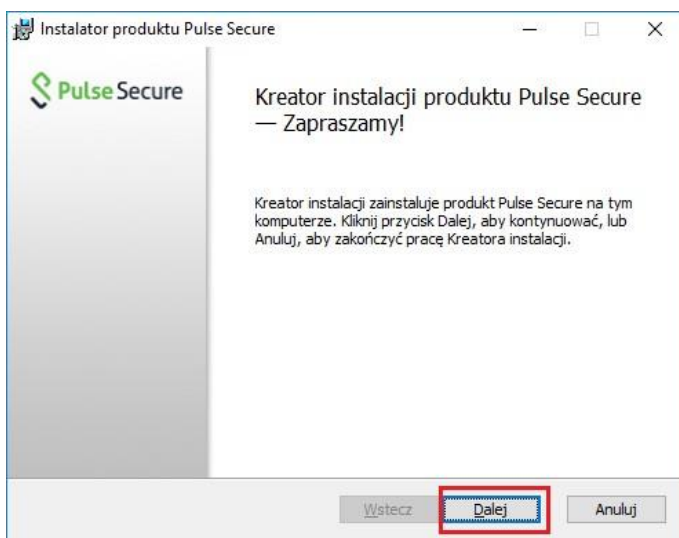 Instalator produktu Pulse Secure
Pulse Secure
Kreator instalacji produktu Pulse Secure
— Zapraszamy!
Kreator instalacji zainstaluje produkt Pulse Secure na tym
komputerze. Kliknij przycisk Dalej, aby kontynuować, lub
Anuluj, aby zakończyć pracę Kreatora instalacji.
Wstecz Dalej Anuluj